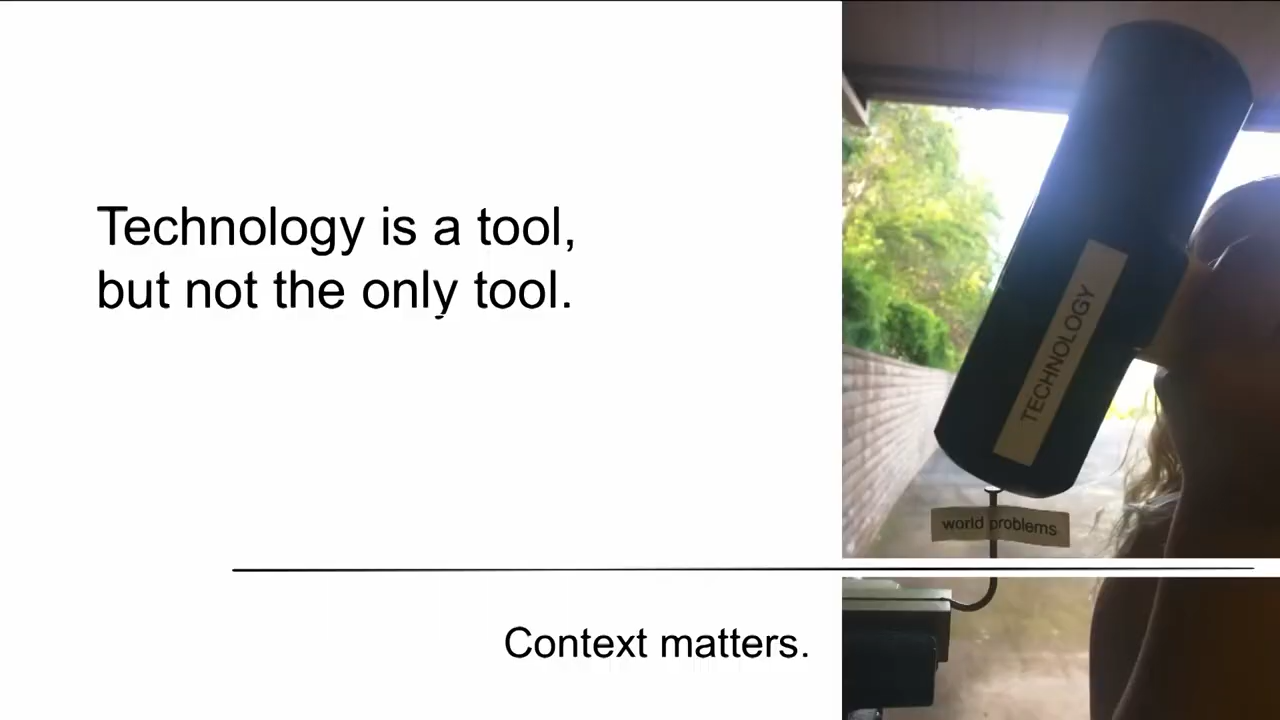 Technology is a tool,
but not the only tool.
TECHNOLOGY
world problems
Context matters.